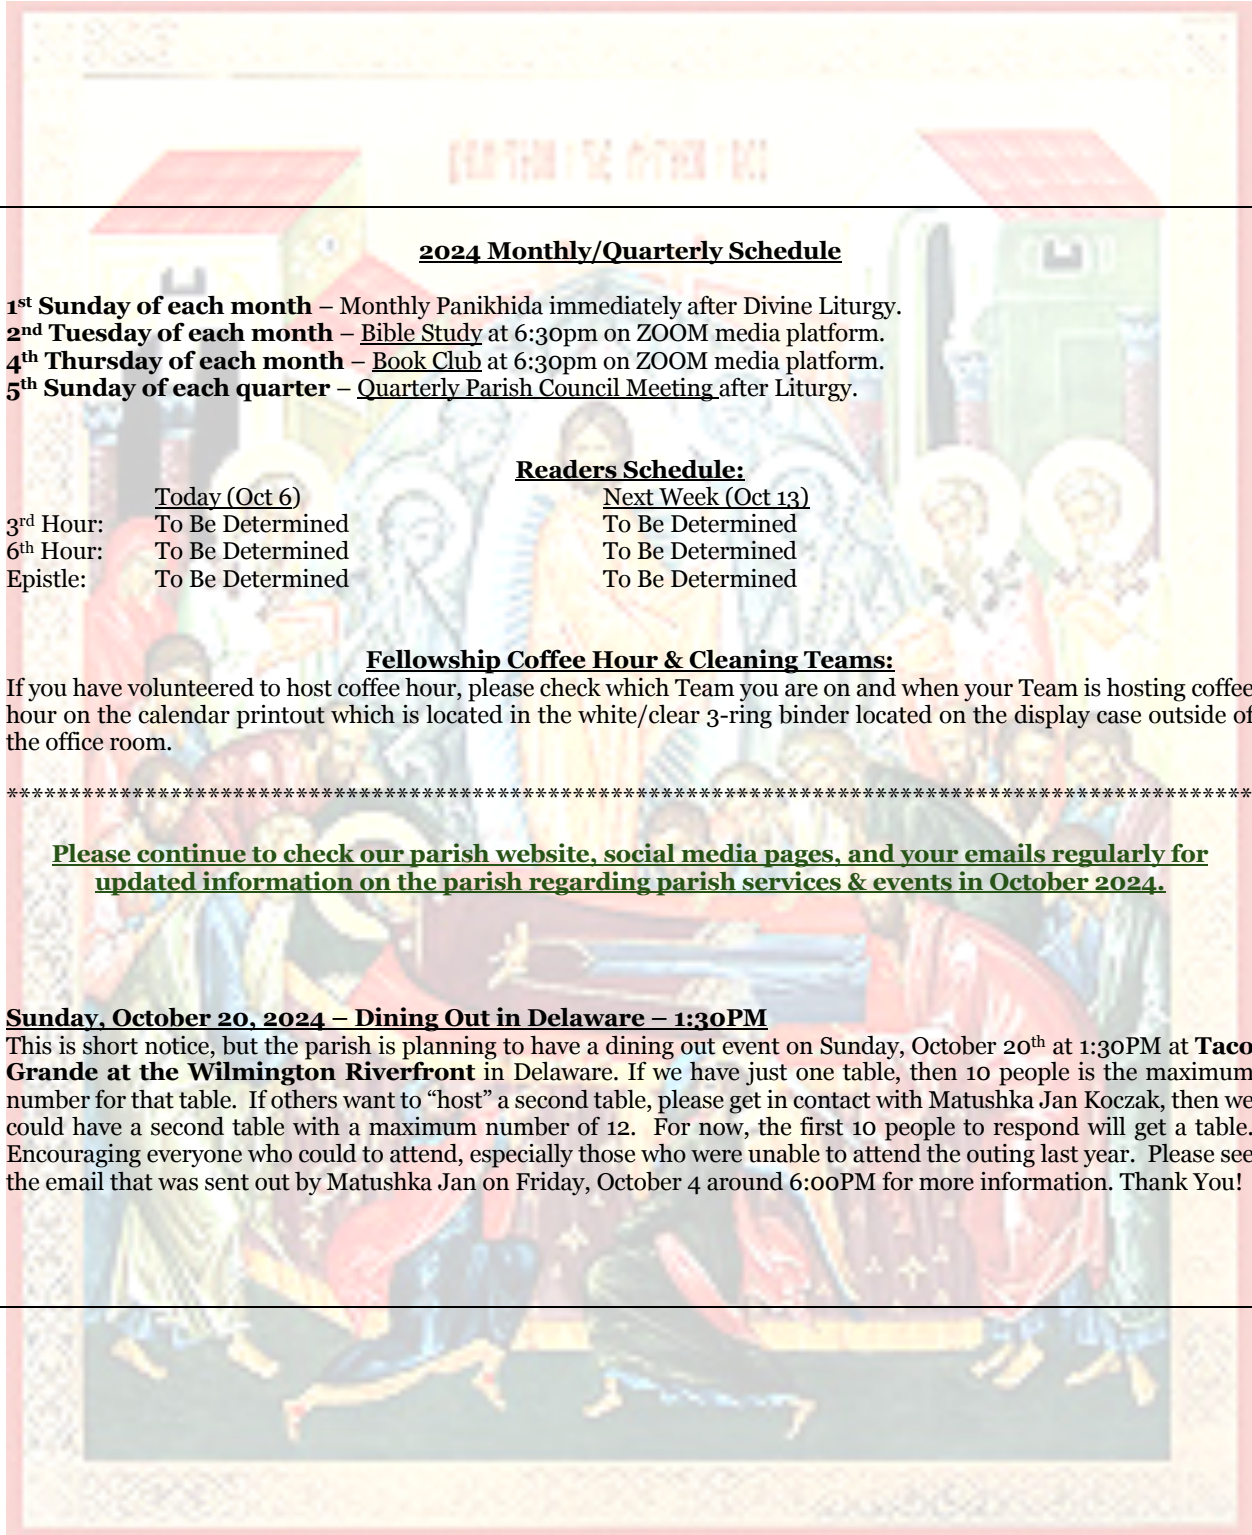 2024 Monthly/Quarterly Schedule
1st Sunday of each month – Monthly Panikhida immediately after Divine Liturgy.
2nd Tuesday of each month – Bible Study at 6:30pm on ZOOM media platform.
4th Thursday of each month – Book Club at 6:30pm on ZOOM media platform.
5th Sunday of each quarter – Quarterly Parish Council Meeting after Liturgy.
Readers Schedule:
Today (Oct 6) Next Week (Oct 13)
3rd Hour: To Be Determined To Be Determined
6th Hour: To Be Determined To Be Determined
Epistle: To Be Determined To Be Determined
Fellowship Coffee Hour & Cleaning Teams:
If you have volunteered to host coffee hour, please check which Team you are on and when your Team is hosting coffee
hour on the calendar printout which is located in the white/clear 3-ring binder located on the display case outside of
the office room.
****************************************************************************************************
Please continue to check our parish website, social media pages, and your emails regularly for
updated information on the parish regarding parish services & events in October 2024.
Sunday, October 20, 2024 – Dining Out in Delaware – 1:30PM
This is short notice, but the parish is planning to have a dining out event on Sunday, October 20th at 1:30PM at Taco
Grande at the Wilmington Riverfront in Delaware. If we have just one table, then 10 people is the maximum
number for that table. If others want to “host” a second table, please get in contact with Matushka Jan Koczak, then we
could have a second table with a maximum number of 12. For now, the first 10 people to respond will get a table.
Encouraging everyone who could to attend, especially those who were unable to attend the outing last year. Please see
the email that was sent out by Matushka Jan on Friday, October 4 around 6:00PM for more information. Thank You!